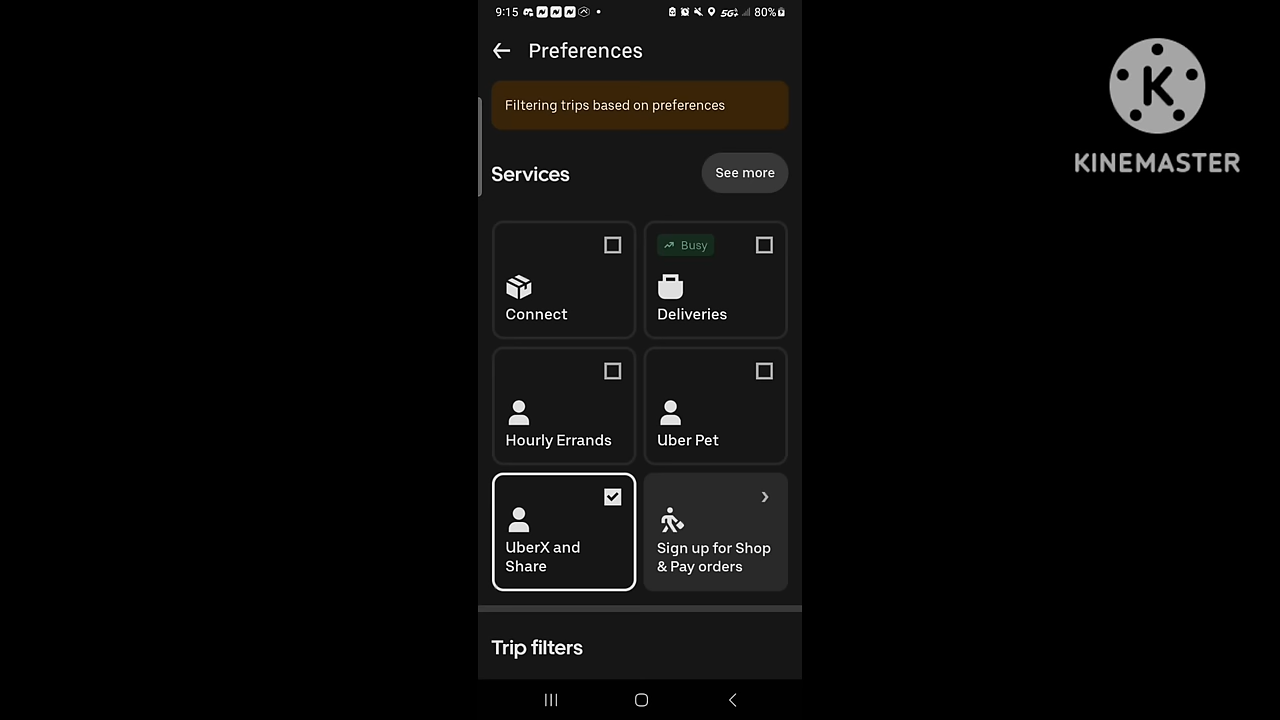 9:15
5G
80%
Preferences
Filtering trips based on preferences
Services
See more
Busy
Connect
Deliveries
Hourly Errands
Uber Pet
UberX and
Share
Sign up for Shop
& Pay orders
Trip filters
K
KINEMASTER